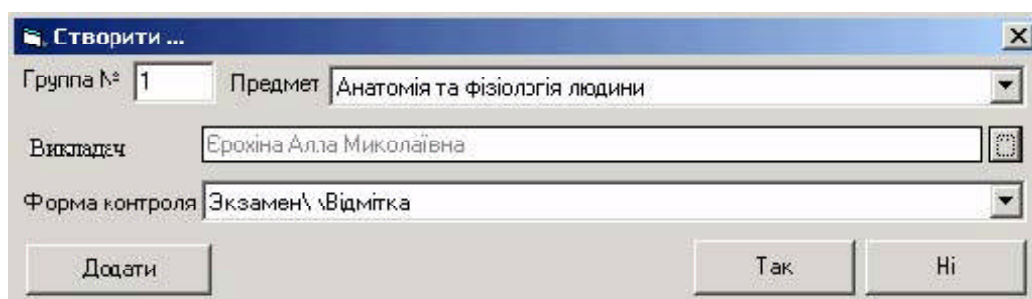 Створити ...
Группа № 1 Предмет Анатомія та фізіологія людини
Викладач Єрохіна Алла Миколаївна
Форма контроля Экзамен\ \Відмітка
Додати Так Ні